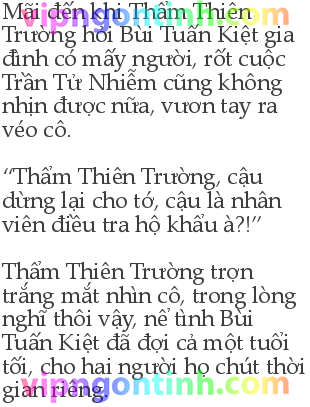 Mãi đến khi Thẩm Thiên
Trường hỏi Bùi Tuấn Kiệt gia
đình có mấy người, rốt cuộc
Trần Tử Nhiễm cũng không
nhịn được nữa, vươn tay ra
véo cô.
“Thẩm Thiên Trường, cậu
dừng lại cho tớ, cậu là nhân
viên điều tra hộ khẩu à?!”
Thẩm Thiên Trường trợn
trắng mắt nhìn cô, trong lòng
nghĩ thôi vậy, nể tình Bùi
Tuấn Kiệt đã đợi cả một tuổi
tối, cho hai người họ chút thời
gian riêng.
vipngontinh.com
vipngontinh.com